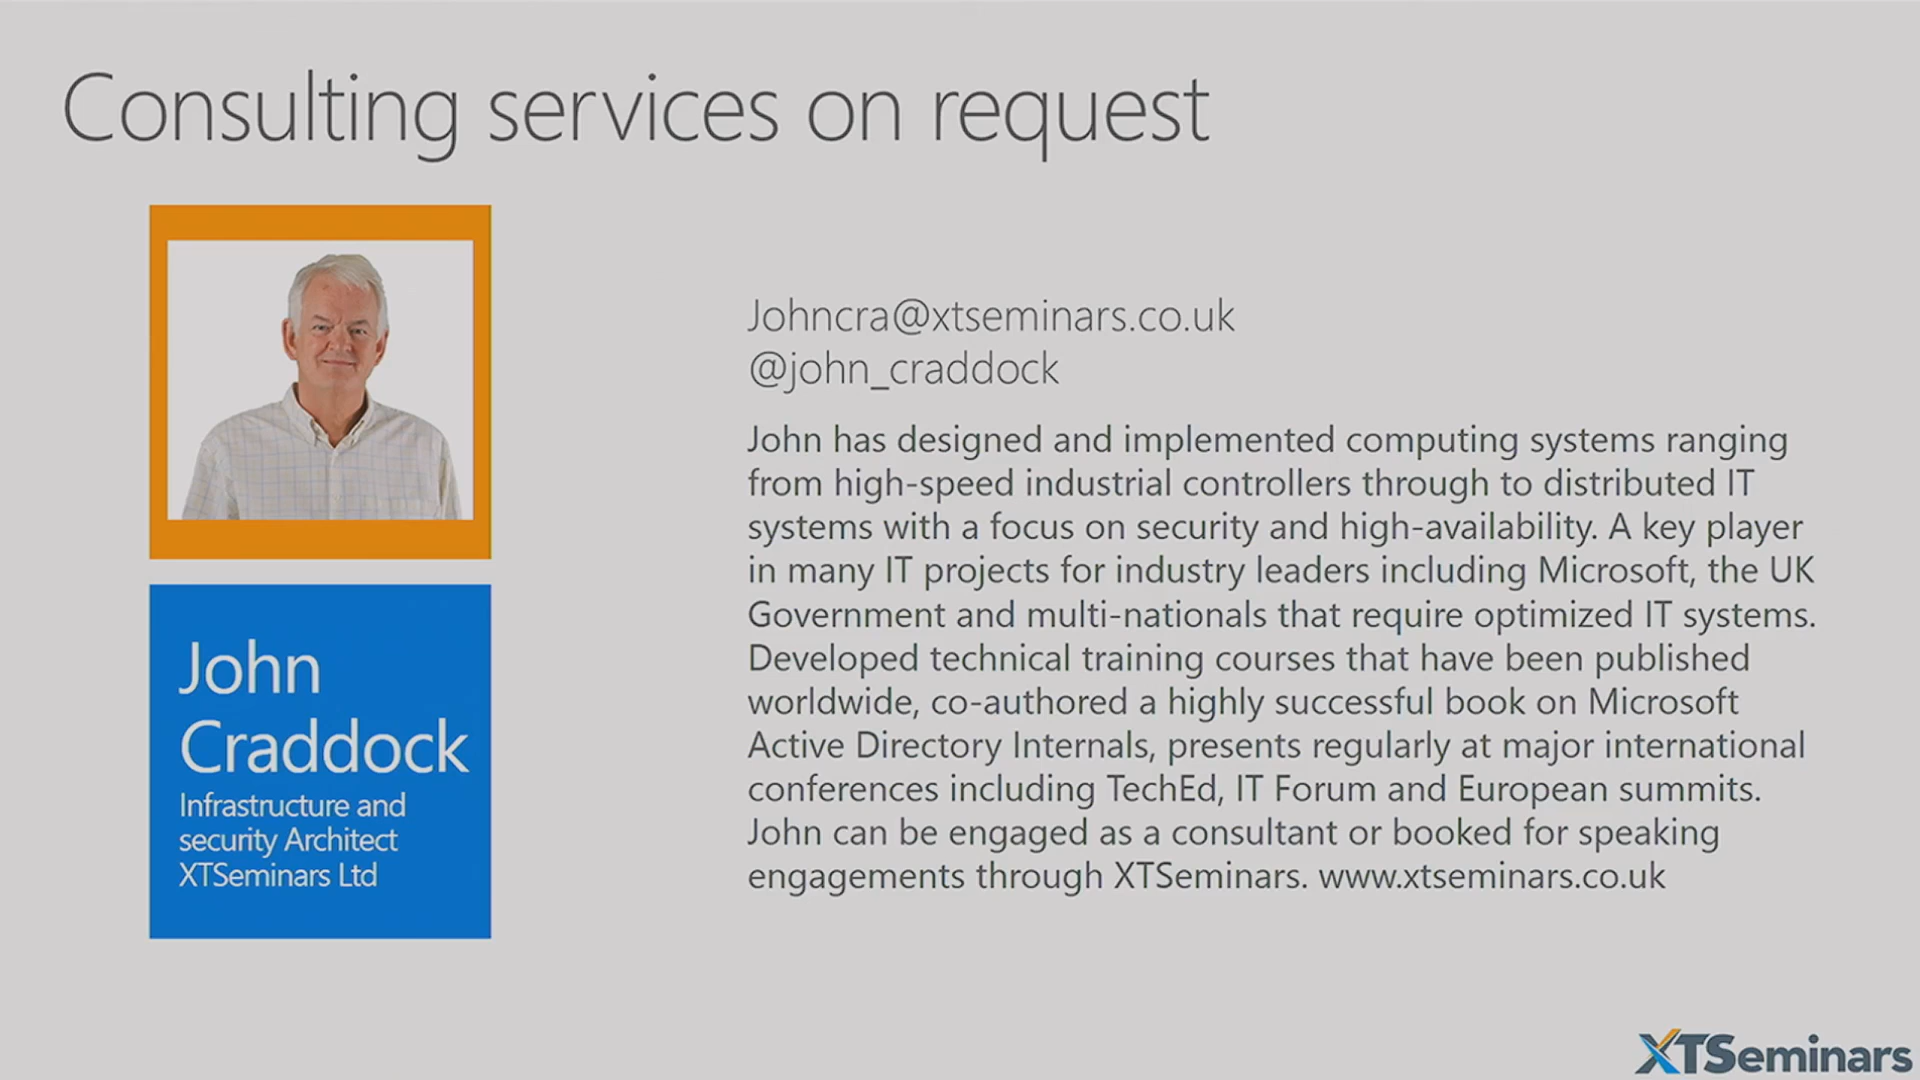 Consulting services on request
Johncra@xtseminars.co.uk
@john_craddock
John has designed and implemented computing systems ranging
from high-speed industrial controllers through to distributed IT
systems with a focus on security and high-availability. A key player
in many IT projects for industry leaders including Microsoft, the UK
Government and multi-nationals that require optimized IT systems.
Developed technical training courses that have been published
worldwide, co-authored a highly successful book on Microsoft
Active Directory Internals, presents regularly at major international
conferences including TechEd, IT Forum and European summits.
John can be engaged as a consultant or booked for speaking
engagements through XTSeminars. www.xtseminars.co.uk
John
Craddock
Infrastructure and
security Architect
XTSeminars Ltd
XTSeminars